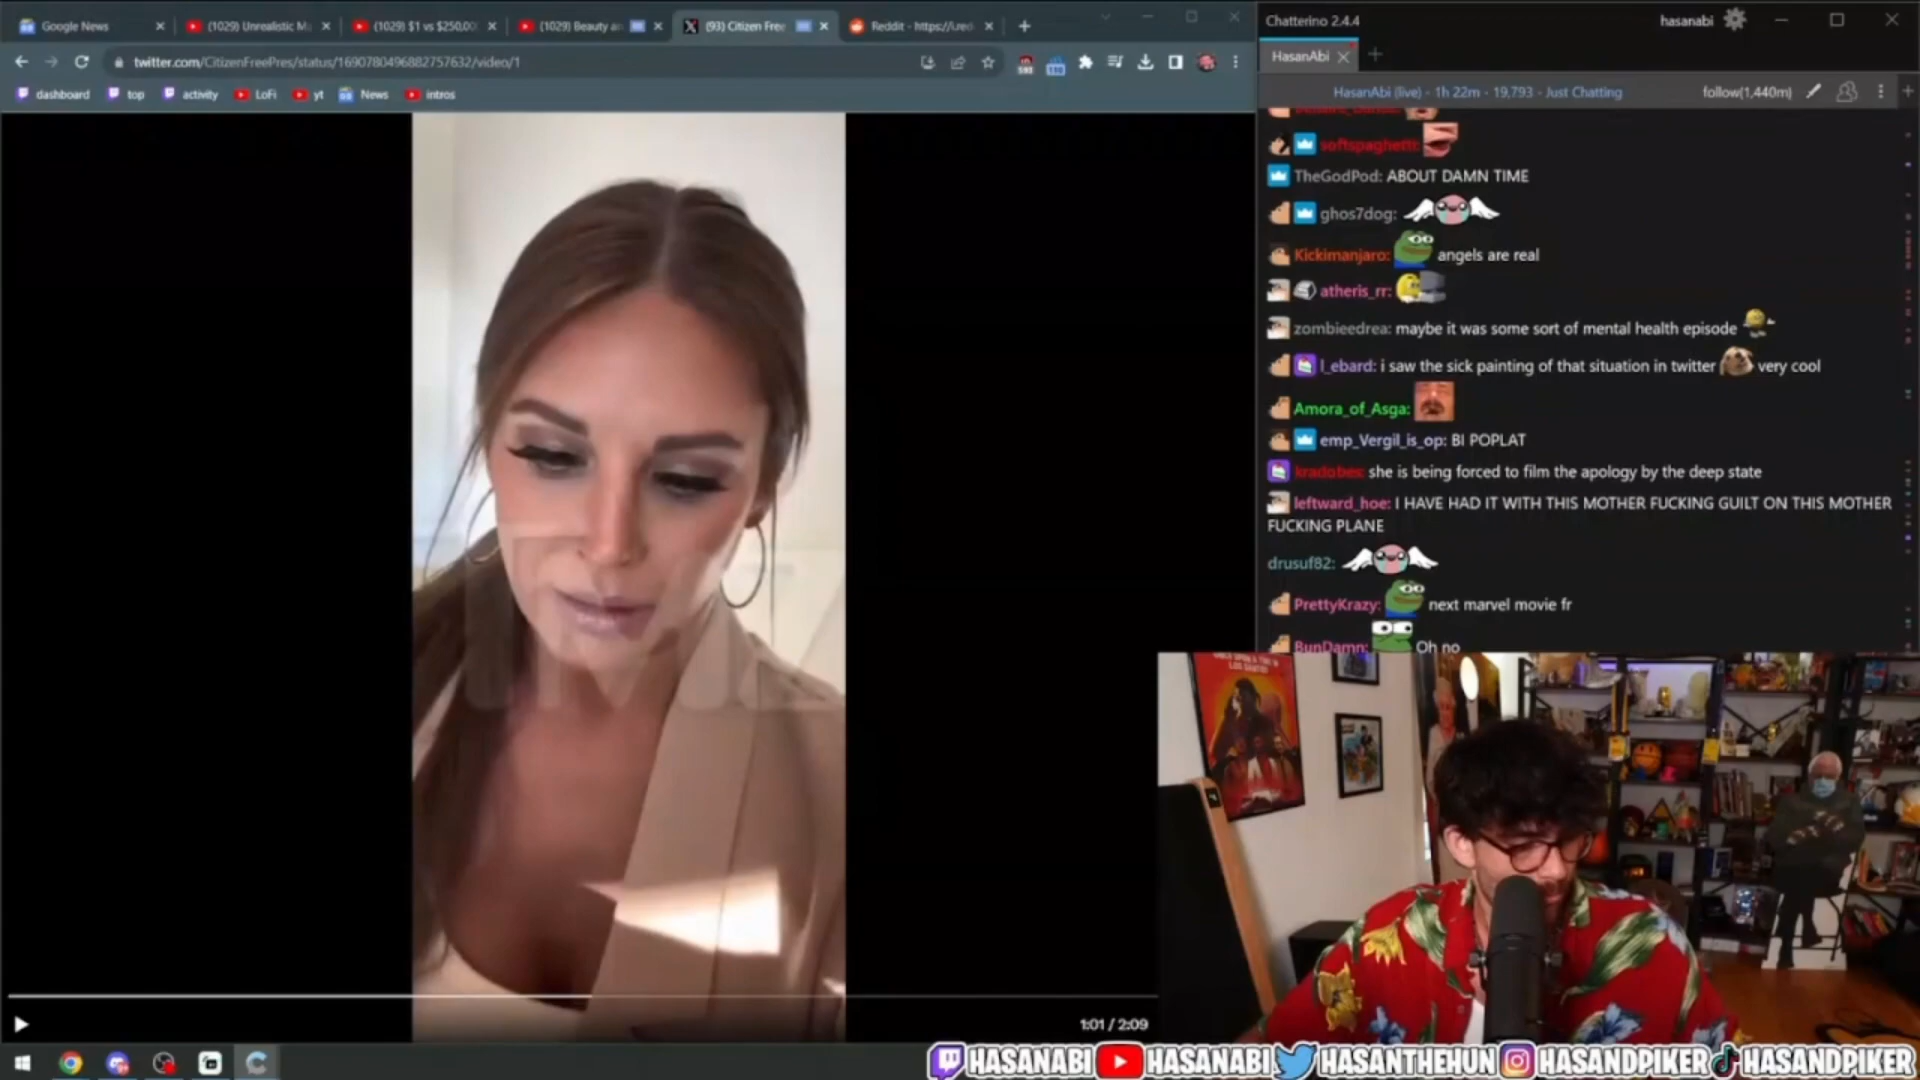 Google News
(1029) Unrealistic M
(1029) $1 vs $250,00
(1029) Beauty an
(93) Citizen Free
Reddit - https://i.red
Chatterino 2.4.4
hasanabi
twitter.com/CitizenFreePres/status/1690780496882757632/video/1
HasanAbi
dashboard
top
activity
LoFi
yt
News
intros
HasanAbi (live) - 1h 22m - 19,793 - Just Chatting
follow(1,440m)
softspaghetti:
TheGodPod: ABOUT DAMN TIME
ghos7dog:
Kickimanjaro: angels are real
atheris_rr:
zombieedrea: maybe it was some sort of mental health episode
l_ebard: i saw the sick painting of that situation in twitter very cool
Amora_of_Asga:
emp_Vergil_is_op: BI POPLAT
kradobes: she is being forced to film the apology by the deep state
leftward_hoe: I HAVE HAD IT WITH THIS MOTHER FUCKING GUILT ON THIS MOTHER
FUCKING PLANE
drusuf82:
PrettyKrazy: next marvel movie fr
BunDamn: Oh no
LOS SANTOS
1:01 / 2:09
HASANABI HASANABI HASANTHEHUN HASANDPIKER HASANDPIKER